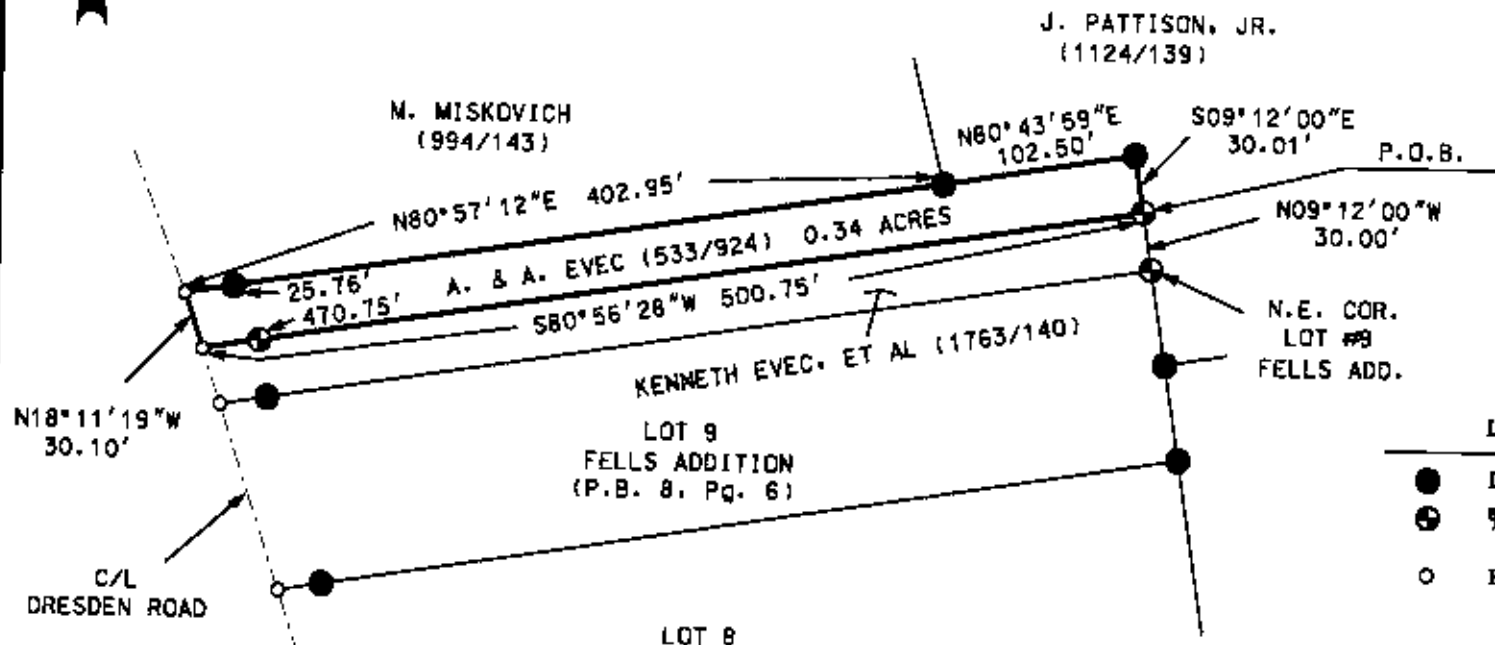 J. PATTISON, JR.
(1124/139)
M. MISKOVICH
(994/143)
N80°43'59"E
102.50'
S09°12'00"E
30.01'
P.O.B.
N80°57'12"E 402.95'
N09°12'00"W
30.00'
A. & A. EVEC (533/924) 0.34 ACRES
25.76'
470.75'
S80°56'28"W 500.75'
N.E. COR.
LOT #9
FELLS ADD.
KENNETH EVEC, ET AL (1763/140)
N18°11'19"W
30.10'
LOT 9
FELLS ADDITION
(P.B. 8, Pg. 6)
C/L
DRESDEN ROAD
LOT 8